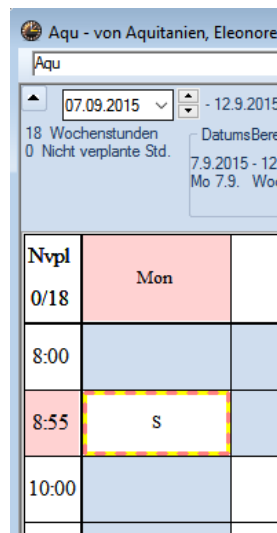 Aqu - von Aquitanien, Eleonore
Aqu
07.09.2015 - 12.9.2015
18 Wochenstunden
0 Nicht verplante Std.
DatumsBere
7.9.2015 - 12
Mo 7.9. Wo
Nvpl
0/18
Mon
8:00
8:55 S
10:00